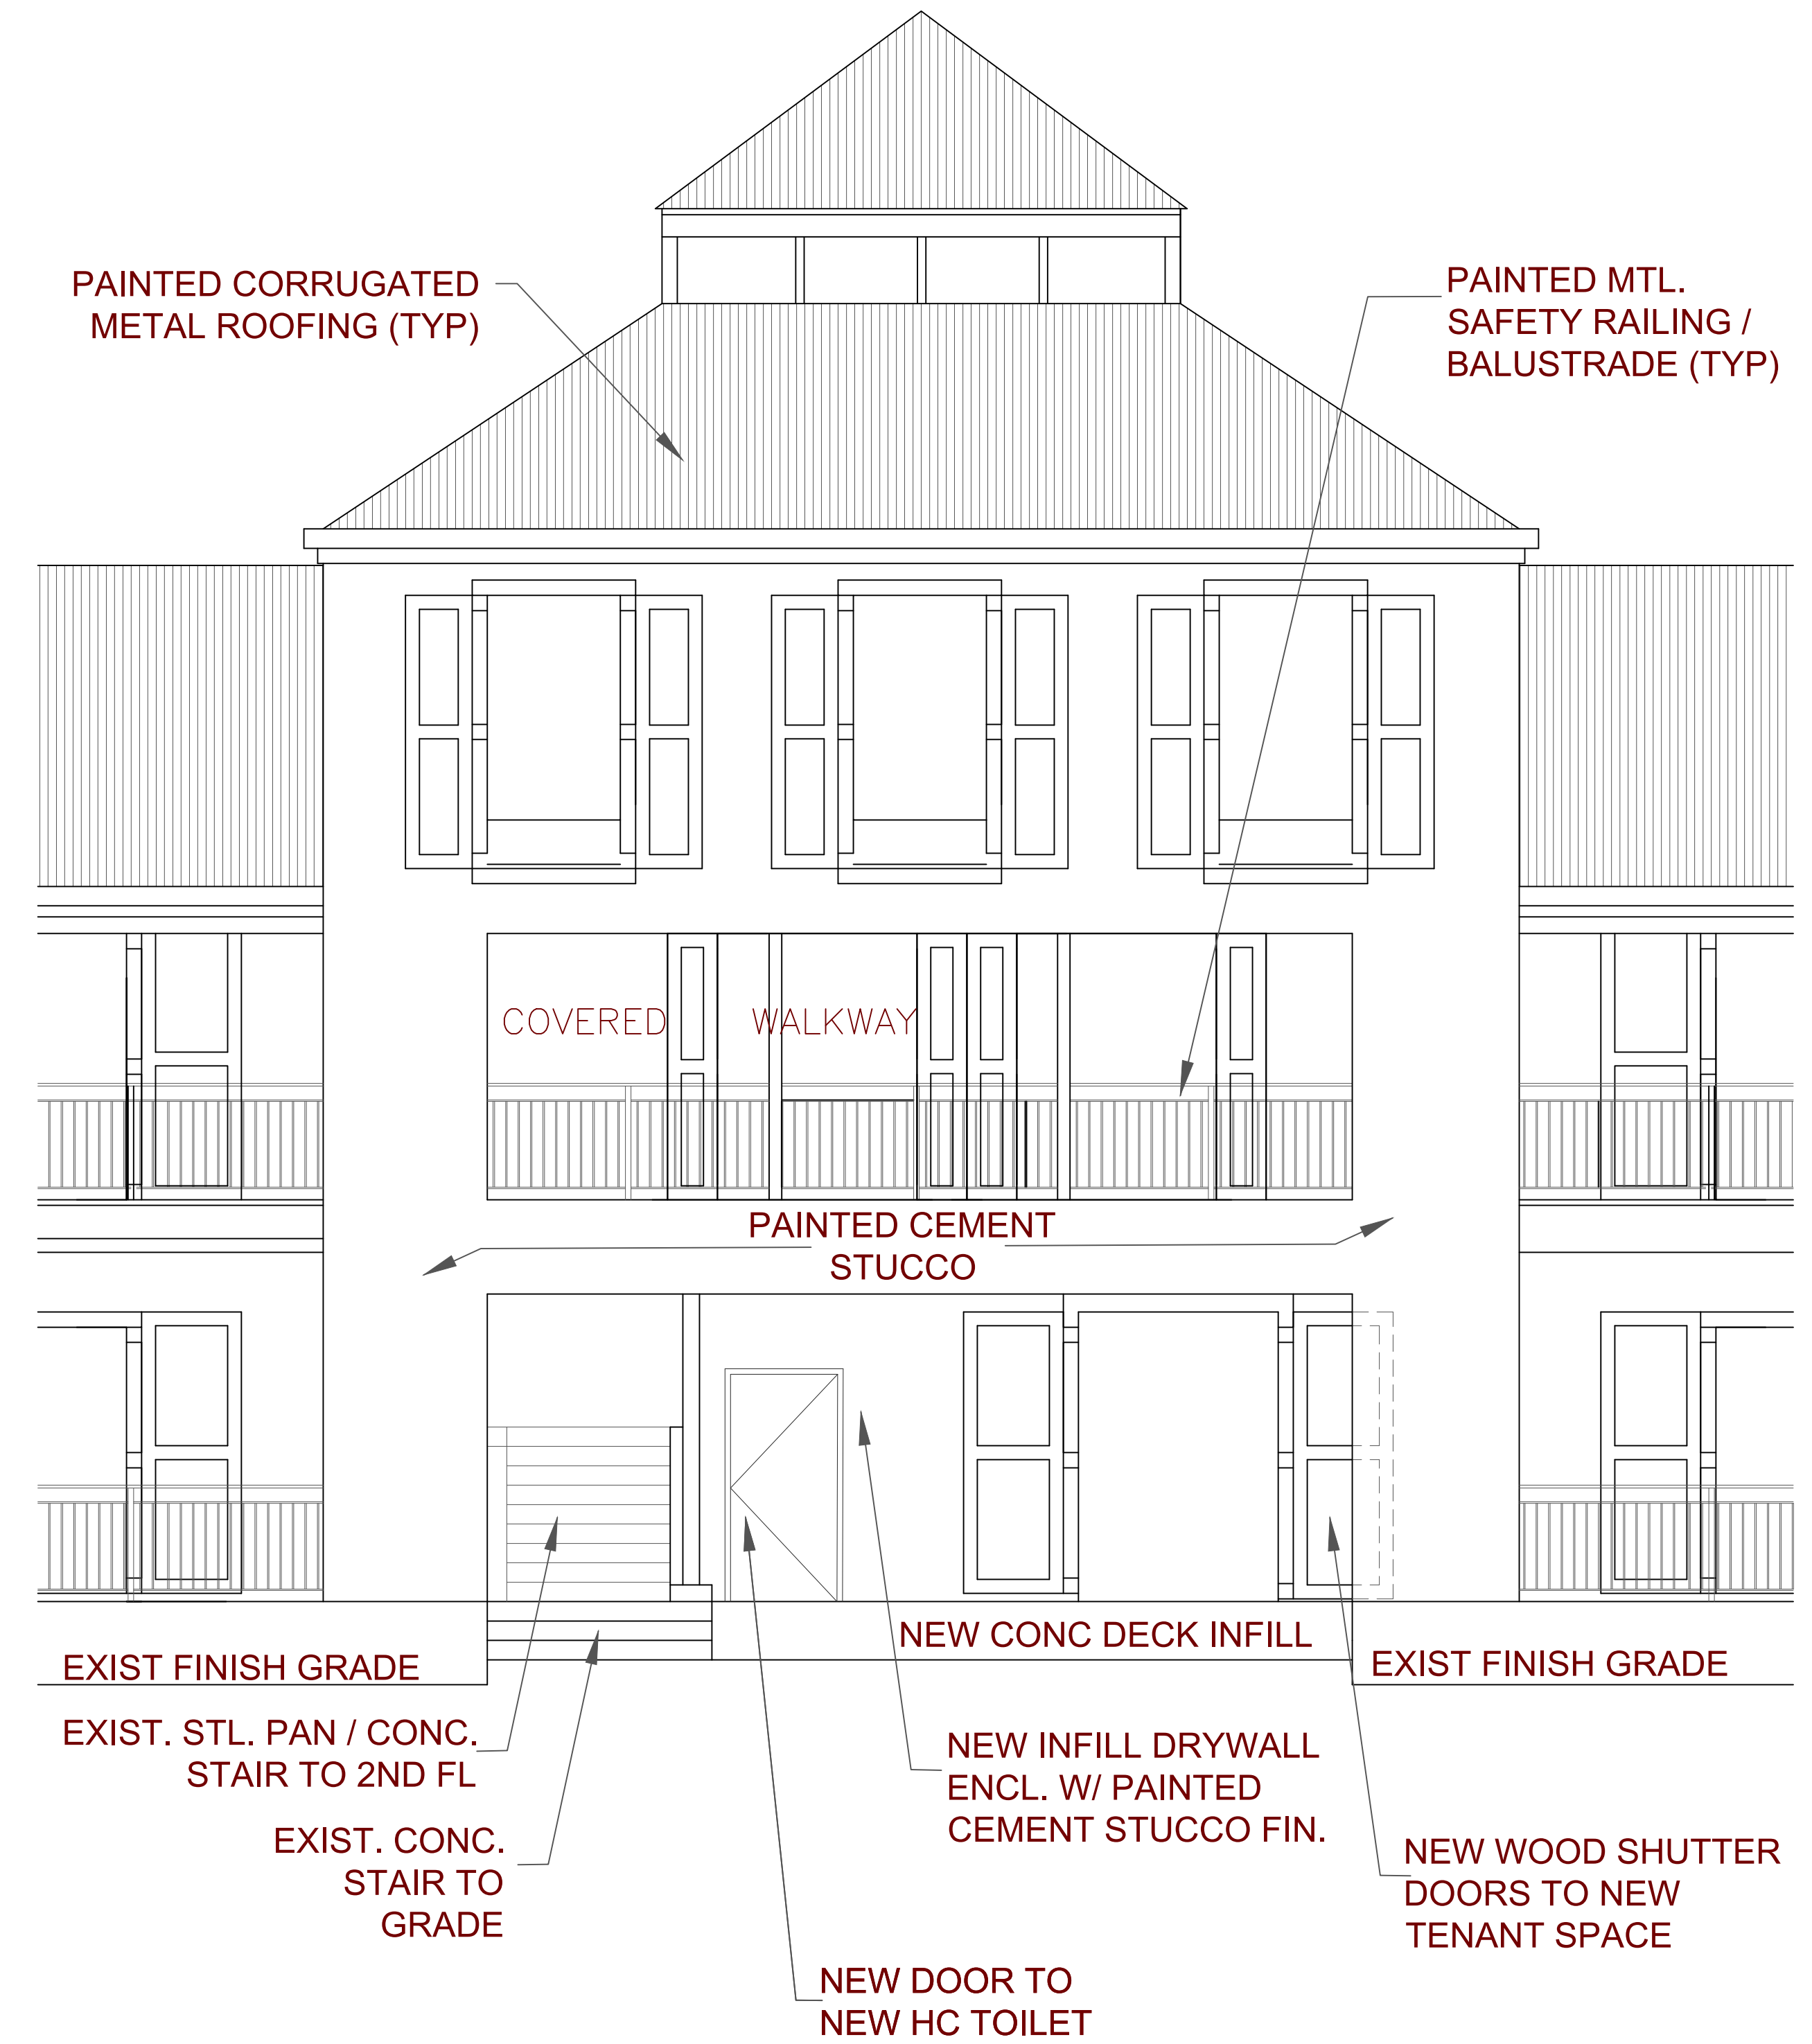 PAINTED CORRUGATED
METAL ROOFING (TYP)
PAINTED MTL.
SAFETY RAILING /
BALUSTRADE (TYP)
COVERED WALKWAY
PAINTED CEMENT
STUCCO
NEW CONC DECK INFILL
EXIST FINISH GRADE
EXIST FINISH GRADE
EXIST. STL. PAN / CONC.
STAIR TO 2ND FL
NEW INFILL DRYWALL
ENCL. W/ PAINTED
CEMENT STUCCO FIN.
EXIST. CONC.
STAIR TO
GRADE
NEW WOOD SHUTTER
DOORS TO NEW
TENANT SPACE
NEW DOOR TO
NEW HC TOILET